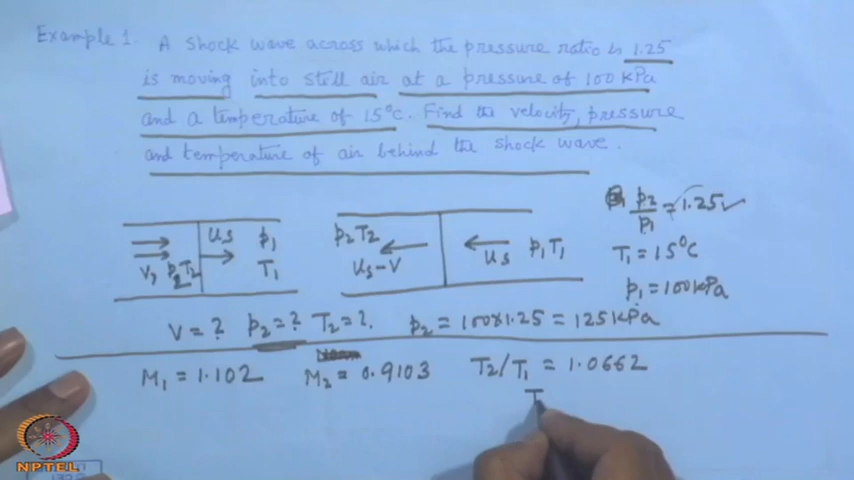 Example 1. A shock wave across which the pressure ratio is 1.25
is moving into still air at a pressure of 100 kPa
and a temperature of 15°C. Find the velocity, pressure
and temperature of air behind the shock wave.
p2/p1 = 1.25 ✓
T1 = 15°C
p1 = 100 kPa
us p1
V, p2 T2 T1
p2 T2
us-V us p1 T1
V = ? p2 = ? T2 = ?. p2 = 100×1.25 = 125 kPa
M1 = 1.102 M2 = 0.9103 T2/T1 = 1.0662
T
NPTEL